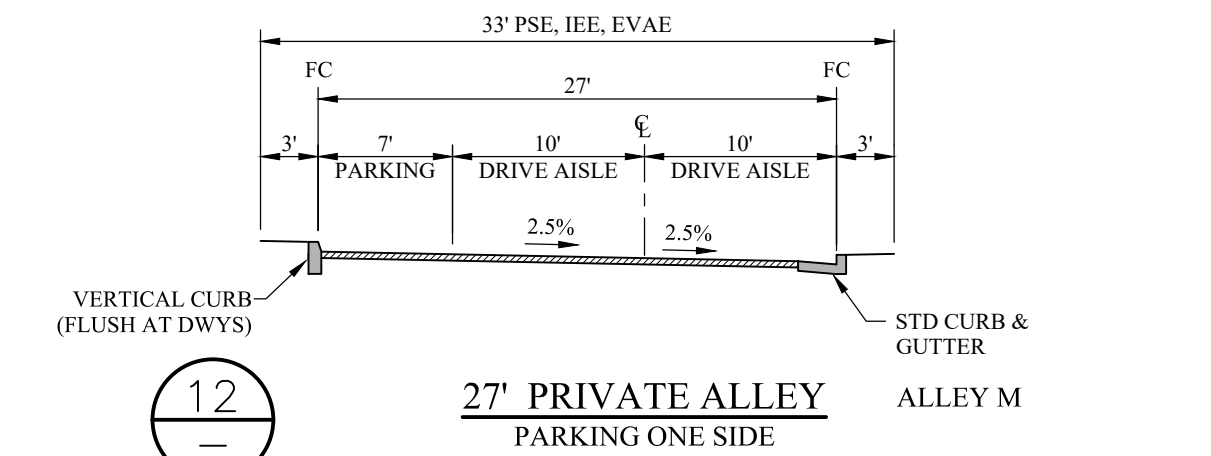 33' PSE, IEE, EVAE
FC
FC
27'
℄
3'
7'
10'
10'
3'
PARKING
DRIVE AISLE
DRIVE AISLE
2.5%
2.5%
VERTICAL CURB
(FLUSH AT DWYS)
STD CURB &
GUTTER
12
–
27' PRIVATE ALLEY
ALLEY M
PARKING ONE SIDE